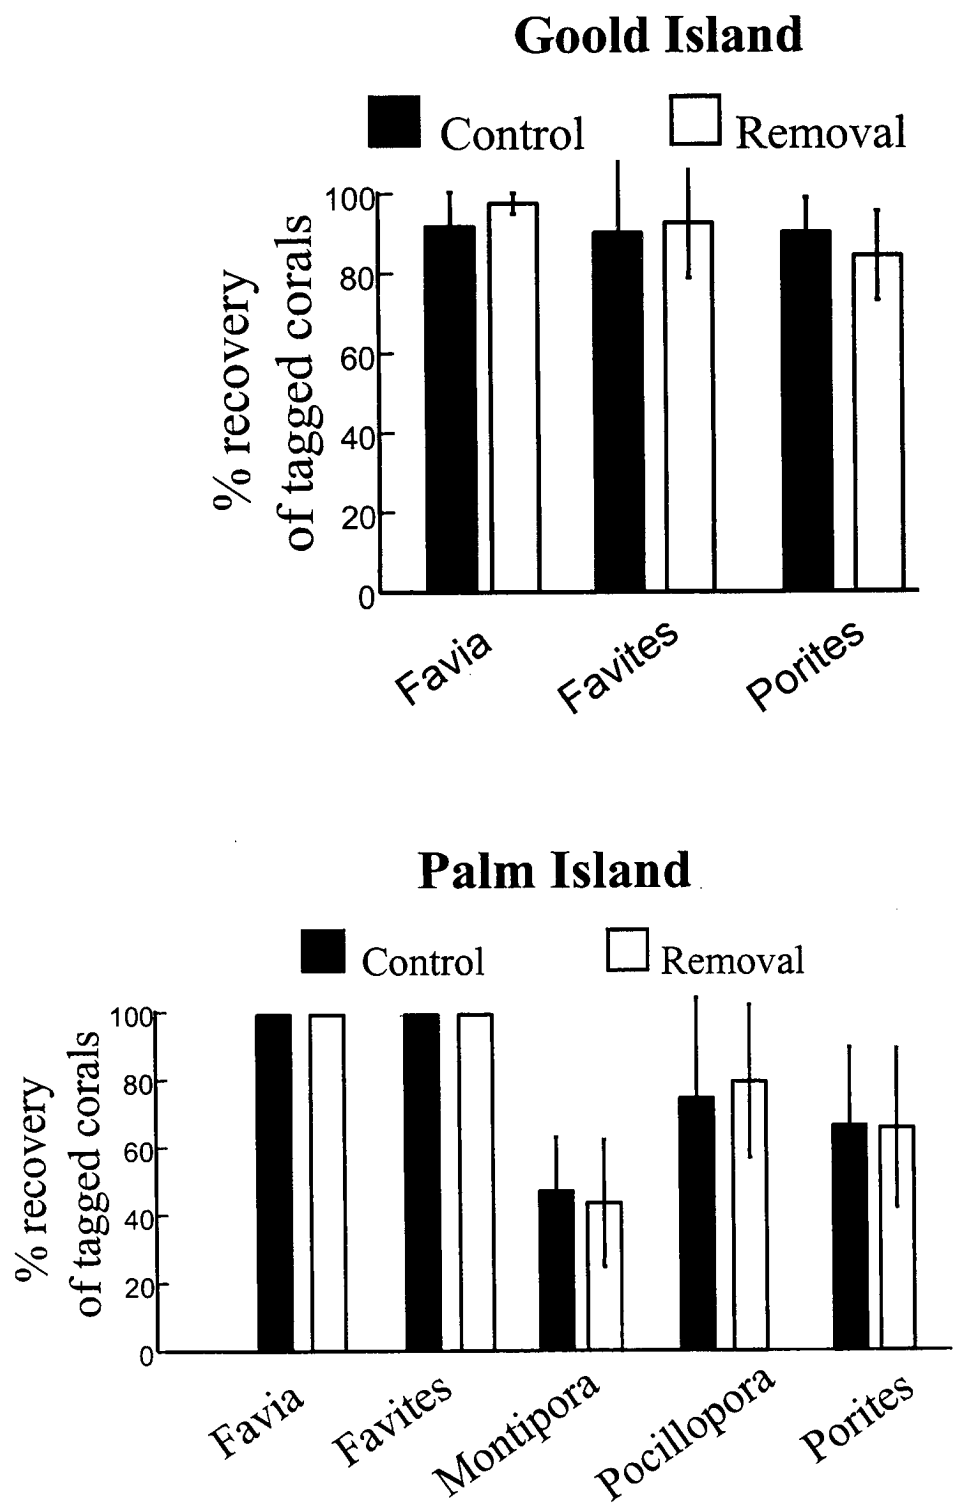 Goold Island
Control
Removal
% recovery
of tagged corals
100
80
60
40
20
0
Favia
Favites
Porites
Palm Island
Control
Removal
% recovery
of tagged corals
100
80
60
40
20
0
Favia
Favites
Montipora
Pocillopora
Porites